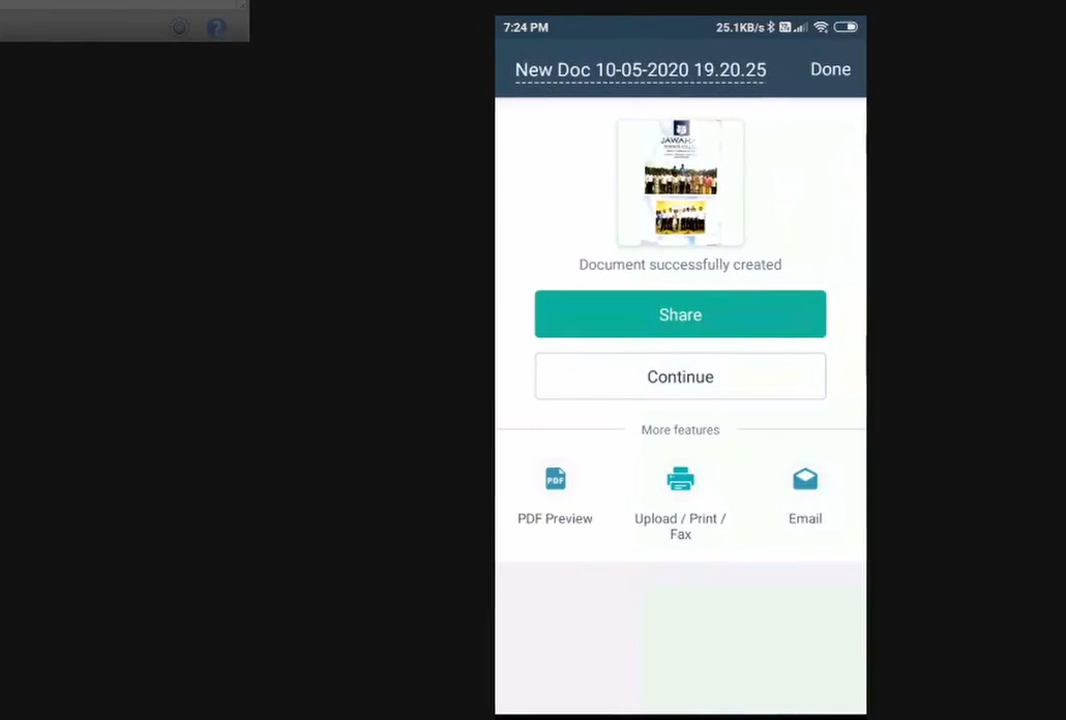 7:24 PM
25.1KB/s
New Doc 10-05-2020 19.20.25
Done
Document successfully created
Share
Continue
More features
PDF
PDF Preview
Upload / Print /
Fax
Email